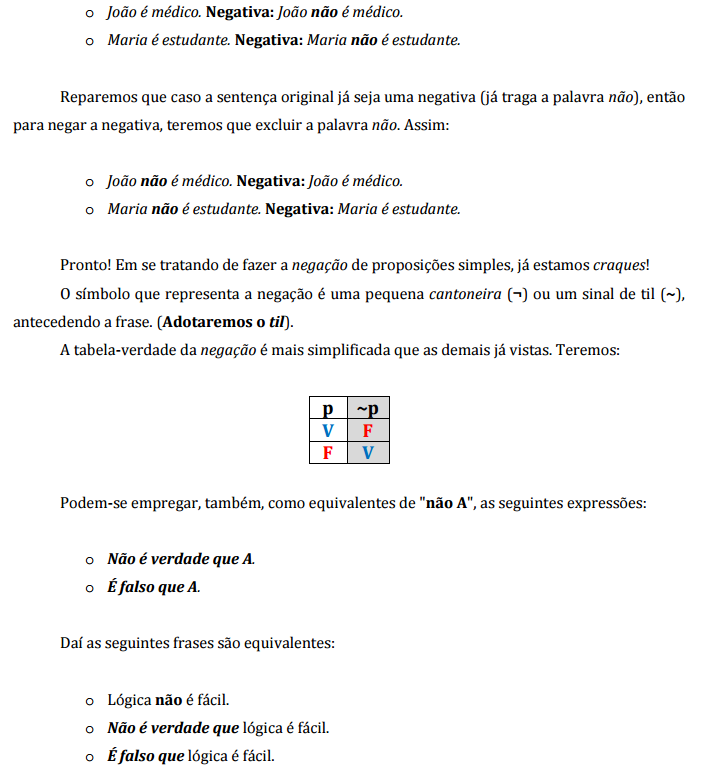 o João é médico. Negativa: João não é médico.
o Maria é estudante. Negativa: Maria não é estudante.
Reparemos que caso a sentença original já seja uma negativa (já traga a palavra não), então
para negar a negativa, teremos que excluir a palavra não. Assim:
o João não é médico. Negativa: João é médico.
o Maria não é estudante. Negativa: Maria é estudante.
Pronto! Em se tratando de fazer a negação de proposições simples, já estamos craques!
O símbolo que representa a negação é uma pequena cantoneira (¬) ou um sinal de til (~),
antecedendo a frase. (Adotaremos o til).
A tabela-verdade da negação é mais simplificada que as demais já vistas. Teremos:
p ~p
V F
F V
Podem-se empregar, também, como equivalentes de "não A", as seguintes expressões:
o Não é verdade que A.
o É falso que A.
Daí as seguintes frases são equivalentes:
o Lógica não é fácil.
o Não é verdade que lógica é fácil.
o É falso que lógica é fácil.